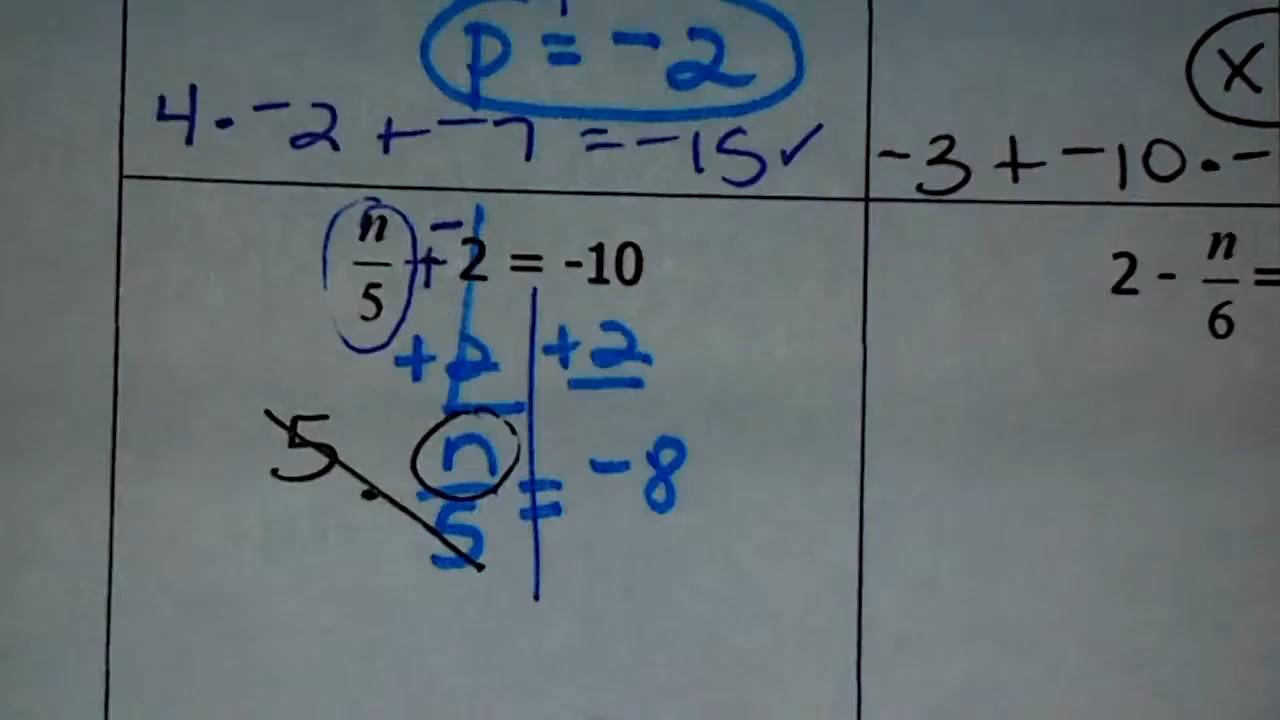 p = -2
4 · -2 + -7 = -15 ✓
x
-3 + -10 · -
n/5 + -2 = -10
+2 +2
5 · n/5 = -8
2 - n/6 =